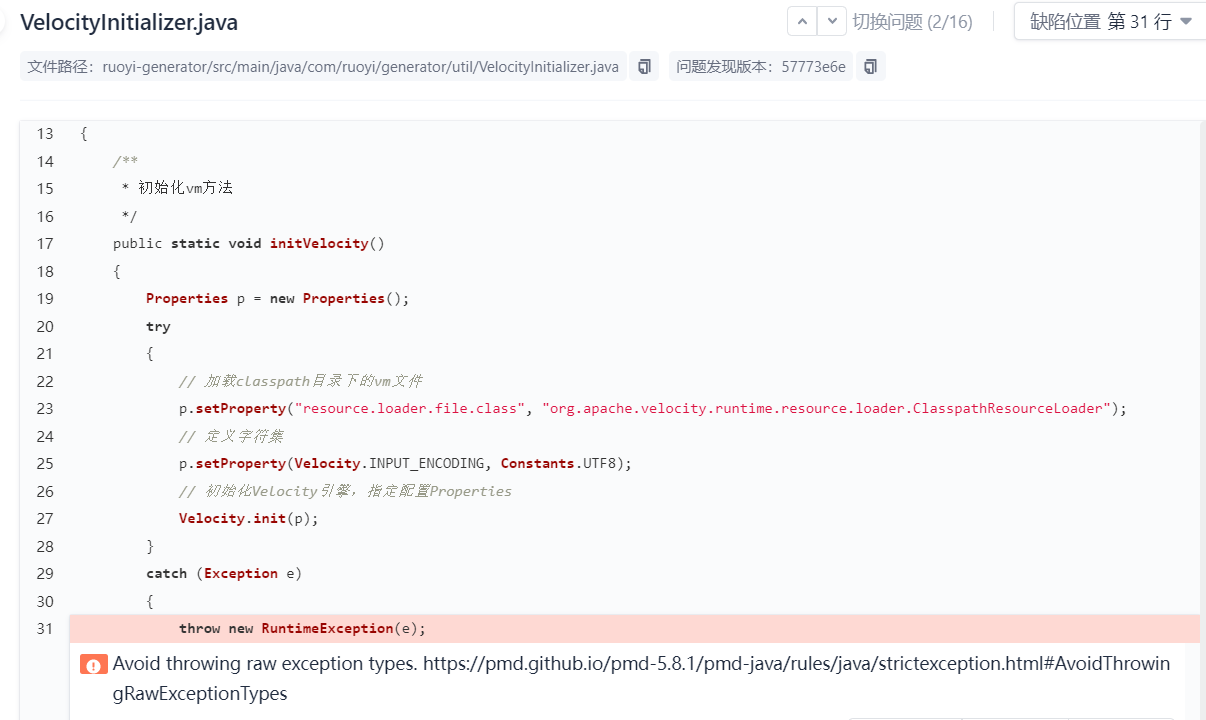 VelocityInitializer.java
切换问题 (2/16)
缺陷位置 第 31 行
文件路径：ruoyi-generator/src/main/java/com/ruoyi/generator/util/VelocityInitializer.java
问题发现版本：57773e6e
13 {
14 /**
15 * 初始化vm方法
16 */
17 public static void initVelocity()
18 {
19 Properties p = new Properties();
20 try
21 {
22 // 加载classpath目录下的vm文件
23 p.setProperty("resource.loader.file.class", "org.apache.velocity.runtime.resource.loader.ClasspathResourceLoader");
24 // 定义字符集
25 p.setProperty(Velocity.INPUT_ENCODING, Constants.UTF8);
26 // 初始化Velocity引擎，指定配置Properties
27 Velocity.init(p);
28 }
29 catch (Exception e)
30 {
31 throw new RuntimeException(e);
Avoid throwing raw exception types. https://pmd.github.io/pmd-5.8.1/pmd-java/rules/java/strictexception.html#AvoidThrowin
gRawExceptionTypes